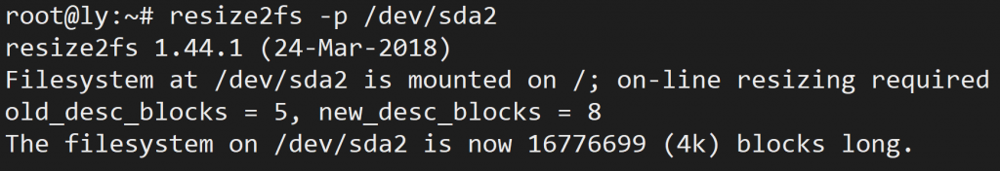 root@ly:~# resize2fs -p /dev/sda2
resize2fs 1.44.1 (24-Mar-2018)
Filesystem at /dev/sda2 is mounted on /; on-line resizing required
old_desc_blocks = 5, new_desc_blocks = 8
The filesystem on /dev/sda2 is now 16776699 (4k) blocks long.